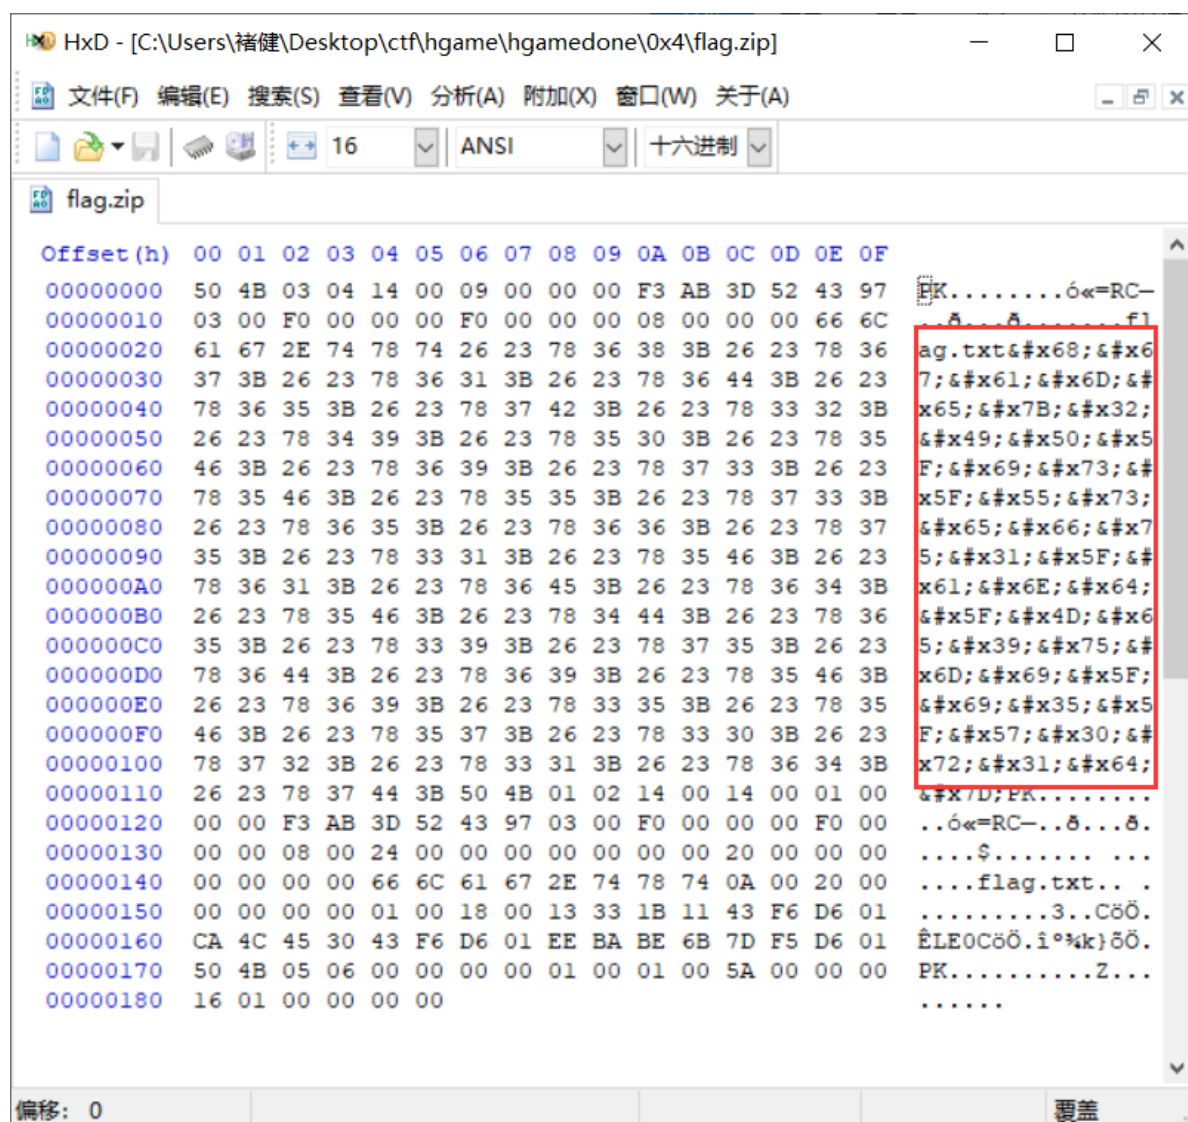 HxD - [C:\Users\褚健\Desktop\ctf\hgame\hgamedone\0x4\flag.zip]
文件(F) 编辑(E) 搜索(S) 查看(V) 分析(A) 附加(X) 窗口(W) 关于(A)
16 ANSI 十六进制
flag.zip
Offset(h) 00 01 02 03 04 05 06 07 08 09 0A 0B 0C 0D 0E 0F
00000000 50 4B 03 04 14 00 09 00 00 00 F3 AB 3D 52 43 97 PK........ó«=RC—
00000010 03 00 F0 00 00 00 F0 00 00 00 08 00 00 00 66 6C ..ð...ð.......fl
00000020 61 67 2E 74 78 74 26 23 78 36 38 3B 26 23 78 36 ag.txt&#x68;&#x6
00000030 37 3B 26 23 78 36 31 3B 26 23 78 36 44 3B 26 23 7;&#x61;&#x6D;&#
00000040 78 36 35 3B 26 23 78 37 42 3B 26 23 78 33 32 3B x65;&#x7B;&#x32;
00000050 26 23 78 34 39 3B 26 23 78 35 30 3B 26 23 78 35 &#x49;&#x50;&#x5
00000060 46 3B 26 23 78 36 39 3B 26 23 78 37 33 3B 26 23 F;&#x69;&#x73;&#
00000070 78 35 46 3B 26 23 78 35 35 3B 26 23 78 37 33 3B x5F;&#x55;&#x73;
00000080 26 23 78 36 35 3B 26 23 78 36 36 3B 26 23 78 37 &#x65;&#x66;&#x7
00000090 35 3B 26 23 78 33 31 3B 26 23 78 35 46 3B 26 23 5;&#x31;&#x5F;&#
000000A0 78 36 31 3B 26 23 78 36 45 3B 26 23 78 36 34 3B x61;&#x6E;&#x64;
000000B0 26 23 78 35 46 3B 26 23 78 34 44 3B 26 23 78 36 &#x5F;&#x4D;&#x6
000000C0 35 3B 26 23 78 33 39 3B 26 23 78 37 35 3B 26 23 5;&#x39;&#x75;&#
000000D0 78 36 44 3B 26 23 78 36 39 3B 26 23 78 35 46 3B x6D;&#x69;&#x5F;
000000E0 26 23 78 36 39 3B 26 23 78 33 35 3B 26 23 78 35 &#x69;&#x35;&#x5
000000F0 46 3B 26 23 78 35 37 3B 26 23 78 33 30 3B 26 23 F;&#x57;&#x30;&#
00000100 78 37 32 3B 26 23 78 33 31 3B 26 23 78 36 34 3B x72;&#x31;&#x64;
00000110 26 23 78 37 44 3B 50 4B 01 02 14 00 14 00 01 00 &#x7D;PK........
00000120 00 00 F3 AB 3D 52 43 97 03 00 F0 00 00 00 F0 00 ..ó«=RC—..ð...ð.
00000130 00 00 08 00 24 00 00 00 00 00 00 00 20 00 00 00 ....$....... ...
00000140 00 00 00 00 66 6C 61 67 2E 74 78 74 0A 00 20 00 ....flag.txt.. .
00000150 00 00 00 00 01 00 18 00 13 33 1B 11 43 F6 D6 01 .........3..CöÖ.
00000160 CA 4C 45 30 43 F6 D6 01 EE BA BE 6B 7D F5 D6 01 ÊLE0CöÖ.îº¾k}õÖ.
00000170 50 4B 05 06 00 00 00 00 01 00 01 00 5A 00 00 00 PK..........Z...
00000180 16 01 00 00 00 00 ......
偏移: 0 覆盖